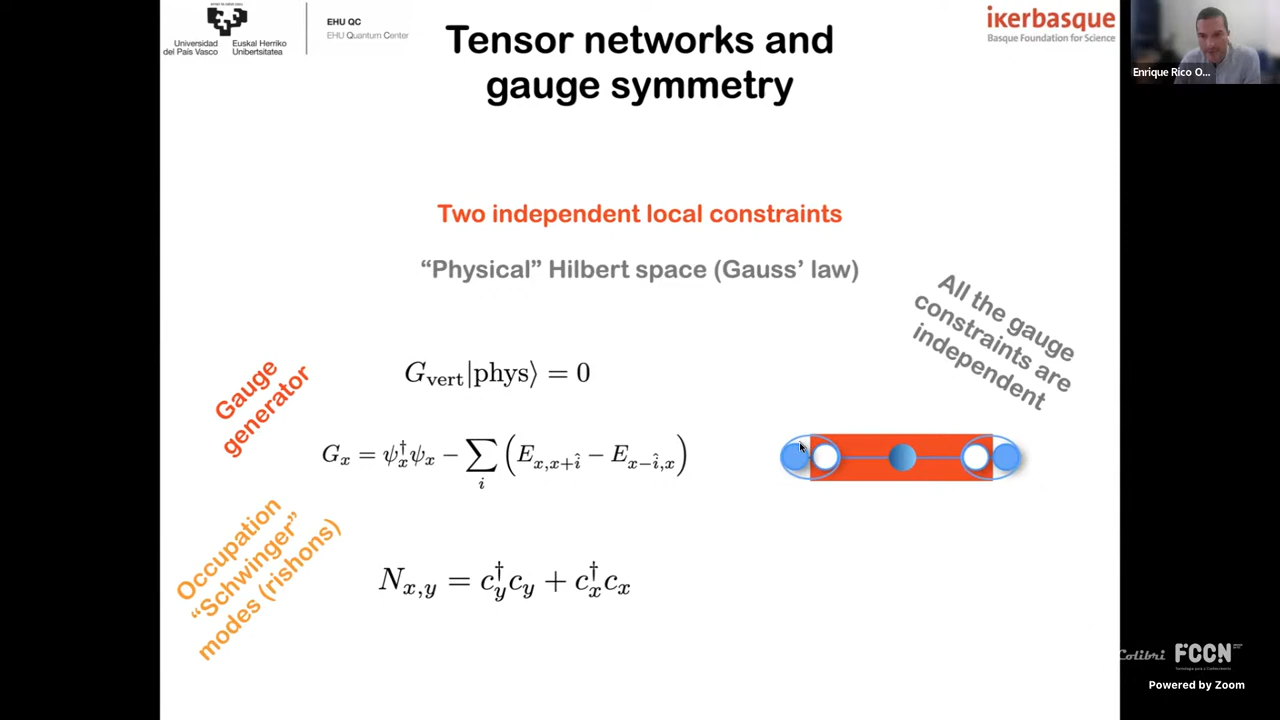 Universidad del País Vasco
Euskal Herriko Unibertsitatea
EHU QC
EHU Quantum Center
Tensor networks and
gauge symmetry
ikerbasque
Basque Foundation for Science
Enrique Rico O...
Two independent local constraints
“Physical” Hilbert space (Gauss’ law)
All the gauge
constraints are
independent
Gauge
generator
G_vert|phys⟩ = 0
G_x = ψ_x^† ψ_x − ∑_i (E_{x,x+î} − E_{x−î,x})
Occupation
“Schwinger”
modes (rishons)
N_{x,y} = c_y^† c_y + c_x^† c_x
Colibri
FCCN
Powered by Zoom